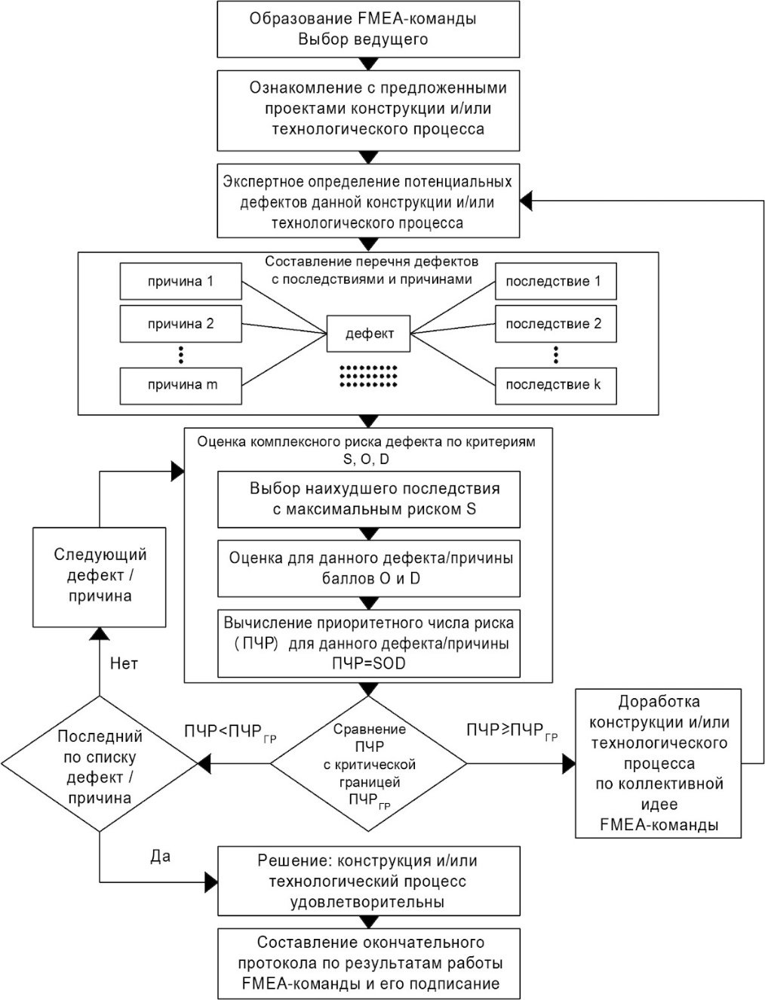 Образование FMEA-команды
Выбор ведущего
Ознакомление с предложенными
проектами конструкции и/или
технологического процесса
Экспертное определение потенциальных
дефектов данной конструкции и/или
технологического процесса
Составление перечня дефектов
с последствиями и причинами
причина 1
последствие 1
причина 2
последствие 2
дефект
причина m
последствие k
Оценка комплексного риска дефекта по критериям
S, O, D
Выбор наихудшего последствия
с максимальным риском S
Оценка для данного дефекта/причины
баллов O и D
Вычисление приоритетного числа риска
(ПЧР) для данного дефекта/причины
ПЧР=SOD
Следующий
дефект /
причина
Нет
Последний
по списку
дефект /
причина
ПЧР<ПЧРГР
Сравнение
ПЧР
с критической
границей
ПЧРГР
ПЧР≥ПЧРГР
Доработка
конструкции и/или
технологического
процесса
по коллективной
идее
FMEA-команды
Да
Решение: конструкция и/или
технологический процесс
удовлетворительны
Составление окончательного
протокола по результатам работы
FMEA-команды и его подписание